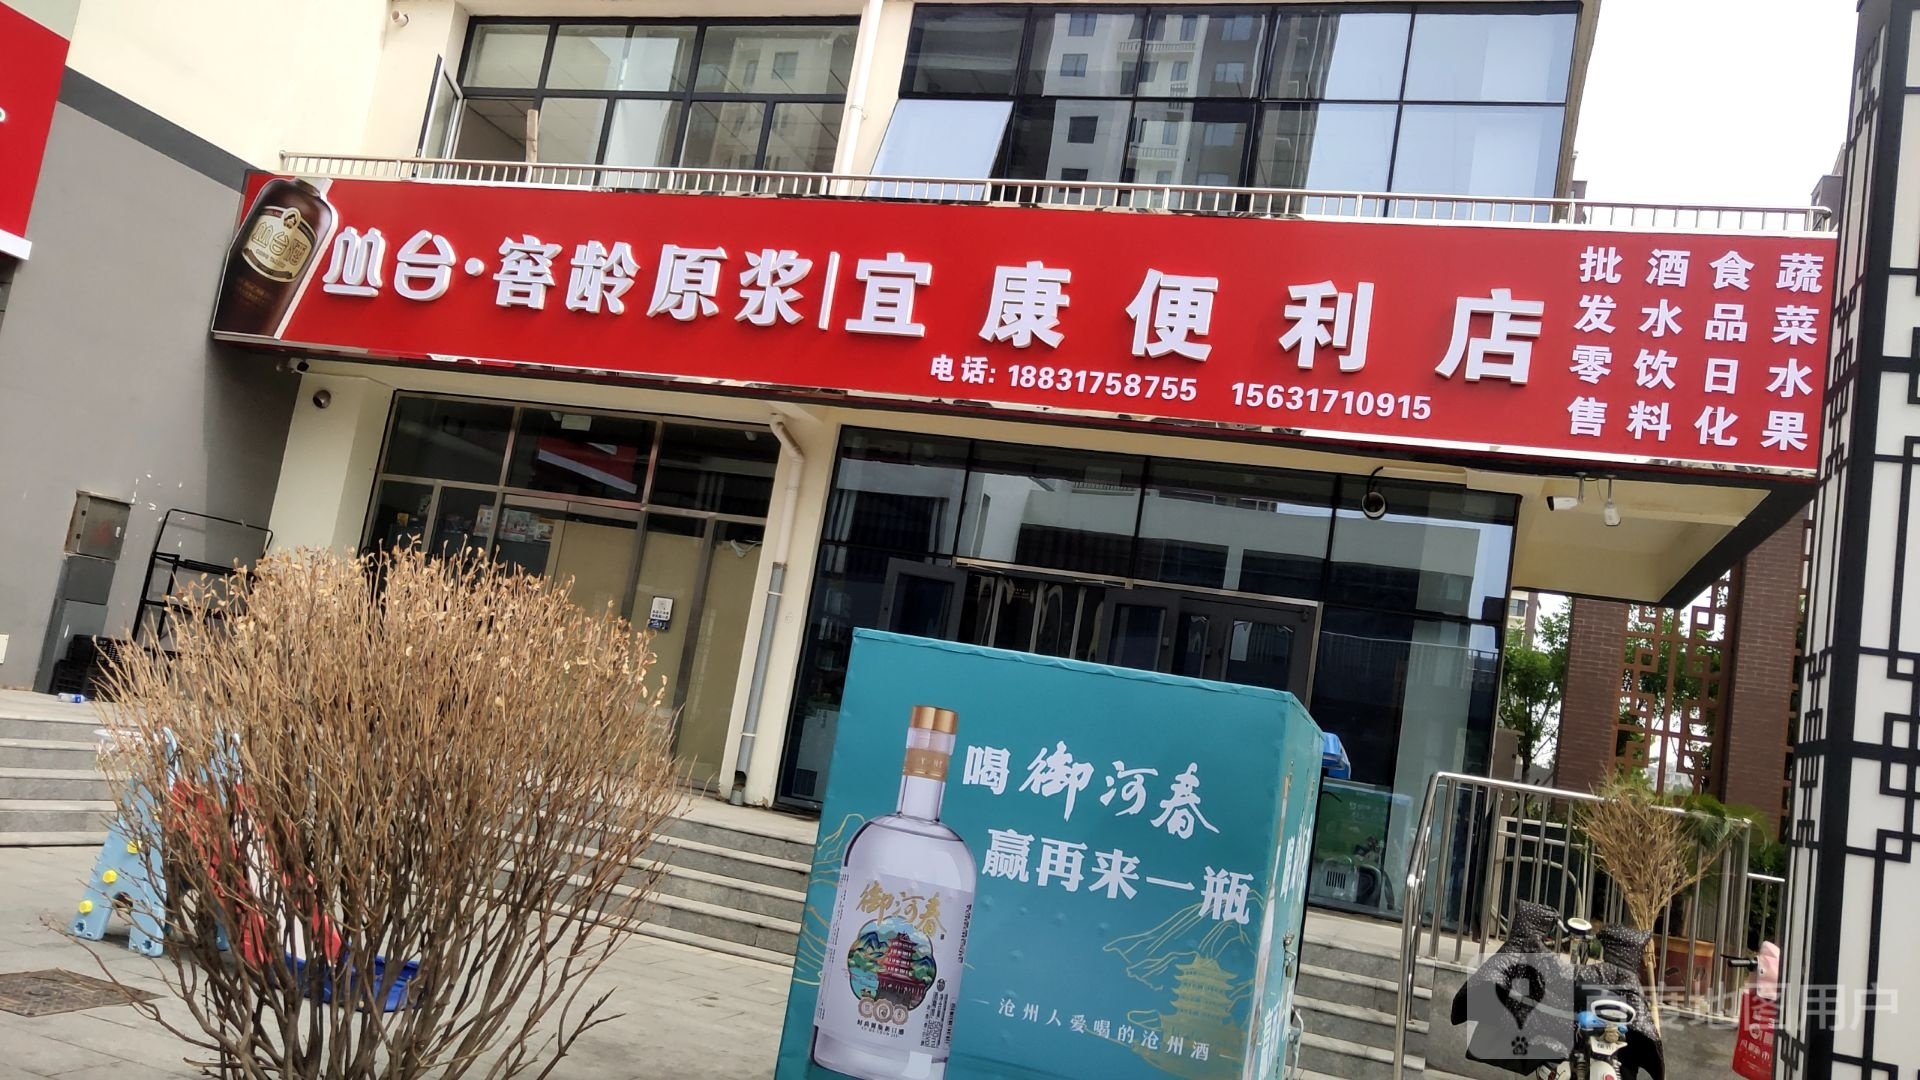 丛台·窖龄原浆|宜康便利店
电话: 18831758755 15631710915
批发零售
酒水饮料
食品日化
蔬菜水果
丛台酒
喝御河春
赢再来一瓶
御河春
沧州人爱喝的沧州酒
百度地图用户